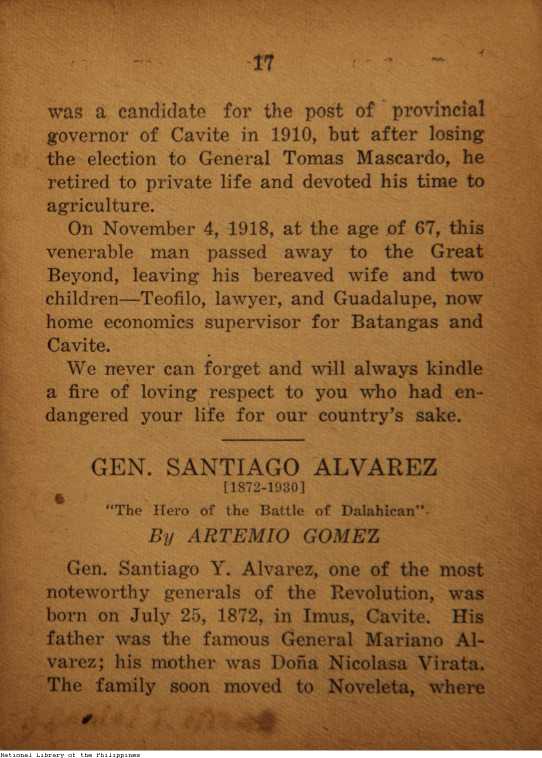 17
was a candidate for the post of provincial
governor of Cavite in 1910, but after losing
the election to General Tomas Mascardo, he
retired to private life and devoted his time to
agriculture.
On November 4, 1918, at the age of 67, this
venerable man passed away to the Great
Beyond, leaving his bereaved wife and two
children—Teofilo, lawyer, and Guadalupe, now
home economics supervisor for Batangas and
Cavite.
We never can forget and will always kindle
a fire of loving respect to you who had en-
dangered your life for our country's sake.
GEN. SANTIAGO ALVAREZ
[1872-1930]
"The Hero of the Battle of Dalahican"
By ARTEMIO GOMEZ
Gen. Santiago Y. Alvarez, one of the most
noteworthy generals of the Revolution, was
born on July 25, 1872, in Imus, Cavite. His
father was the famous General Mariano Al-
varez; his mother was Doña Nicolasa Virata.
The family soon moved to Noveleta, where
National Library of the Philippines